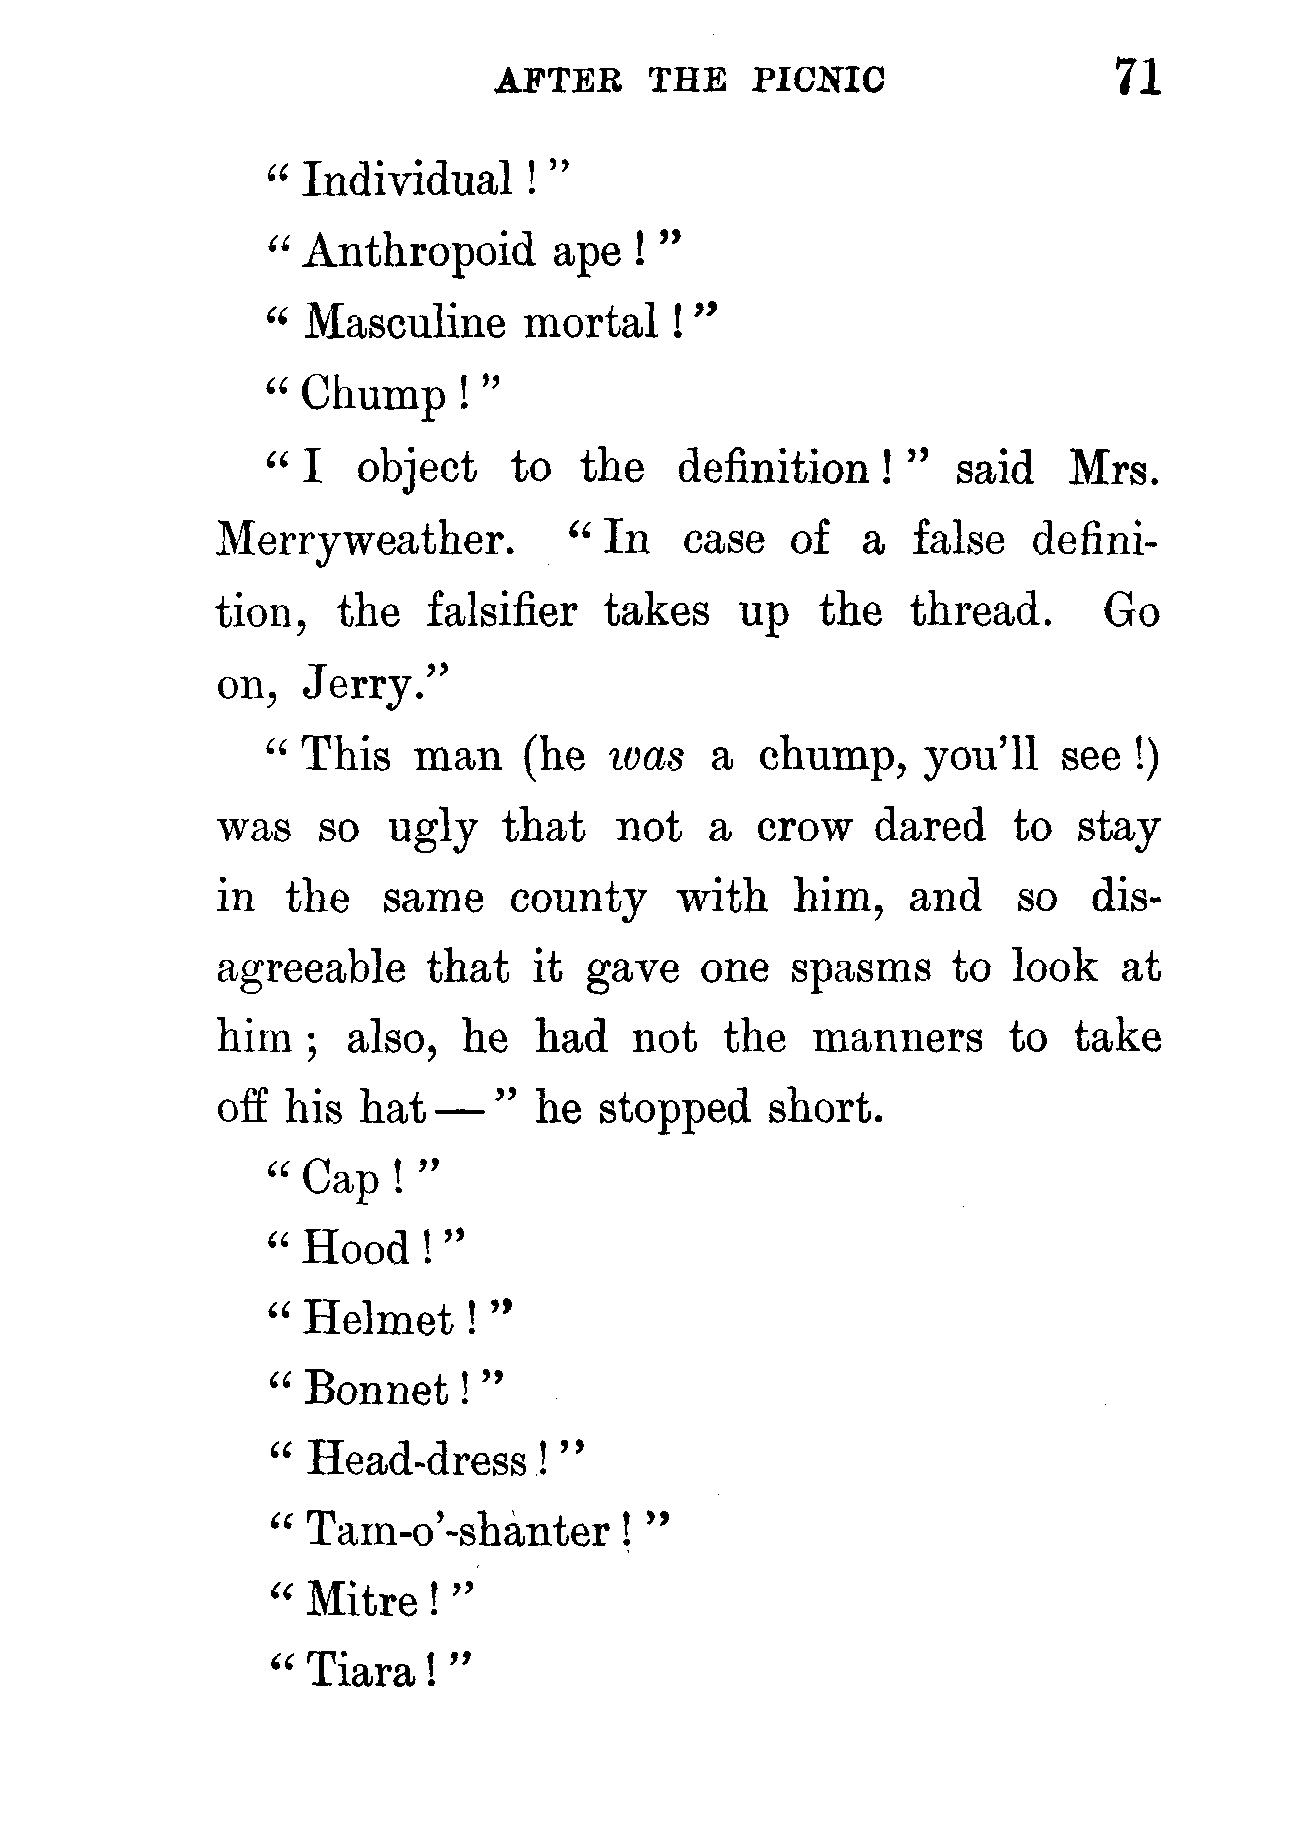 AFTER THE PICNIC 71
“ Individual ! ”
“ Anthropoid ape ! ”
“ Masculine mortal ! ”
“ Chump ! ”
“ I object to the definition ! ” said Mrs.
Merryweather. “ In case of a false defini-
tion, the falsifier takes up the thread. Go
on, Jerry.”
“ This man (he was a chump, you’ll see !)
was so ugly that not a crow dared to stay
in the same county with him, and so dis-
agreeable that it gave one spasms to look at
him ; also, he had not the manners to take
off his hat — ” he stopped short.
“ Cap ! ”
“ Hood ! ”
“ Helmet ! ”
“ Bonnet ! ”
“ Head-dress ! ”
“ Tam-o’-shanter ! ”
“ Mitre ! ”
“ Tiara ! ”